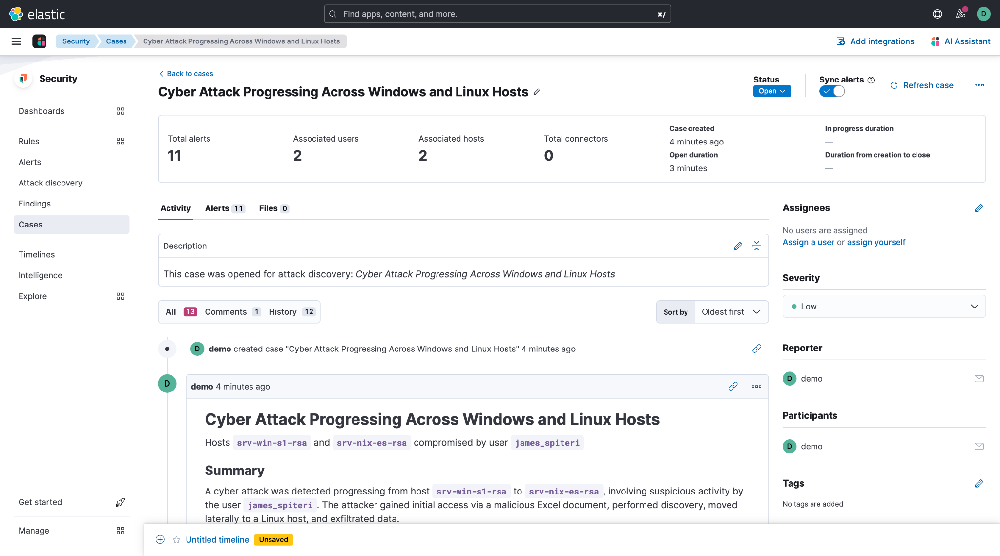 elastic
Find apps, content, and more.
⌘/
D
Security
Cases
Cyber Attack Progressing Across Windows and Linux Hosts
Add integrations
AI Assistant
Security
Dashboards
Rules
Alerts
Attack discovery
Findings
Cases
Timelines
Intelligence
Explore
Get started
Manage
Back to cases
Cyber Attack Progressing Across Windows and Linux Hosts
Status
Open
Sync alerts
Refresh case
Total alerts
11
Associated users
2
Associated hosts
2
Total connectors
0
Case created
4 minutes ago
Open duration
3 minutes
In progress duration
—
Duration from creation to close
—
Activity
Alerts 11
Files 0
Description
This case was opened for attack discovery: Cyber Attack Progressing Across Windows and Linux Hosts
All 13 Comments 1 History 12
Sort by Oldest first
D demo created case "Cyber Attack Progressing Across Windows and Linux Hosts" 4 minutes ago
D
demo 4 minutes ago
Cyber Attack Progressing Across Windows and Linux Hosts
Hosts srv-win-s1-rsa and srv-nix-es-rsa compromised by user james_spiteri
Summary
A cyber attack was detected progressing from host srv-win-s1-rsa to srv-nix-es-rsa, involving suspicious activity by
the user james_spiteri. The attacker gained initial access via a malicious Excel document, performed discovery, moved
laterally to a Linux host, and exfiltrated data.
Assignees
No users are assigned
Assign a user or assign yourself
Severity
Low
Reporter
D demo
Participants
D demo
Tags
No tags are added
Untitled timeline Unsaved